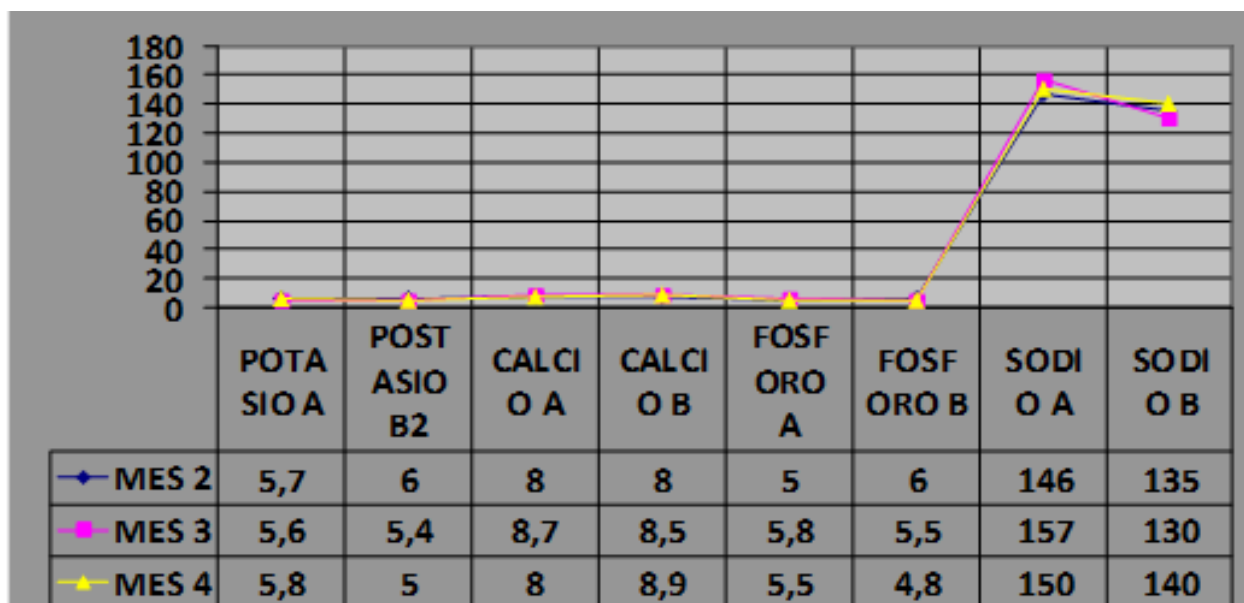 180
160
140
120
100
80
60
40
20
0
POTA
SIO A
POST
ASIO
B2
CALCI
O A
CALCI
O B
FOSF
ORO
A
FOSF
ORO B
SODI
O A
SODI
O B
MES 2 5,7 6 8 8 5 6 146 135
MES 3 5,6 5,4 8,7 8,5 5,8 5,5 157 130
MES 4 5,8 5 8 8,9 5,5 4,8 150 140